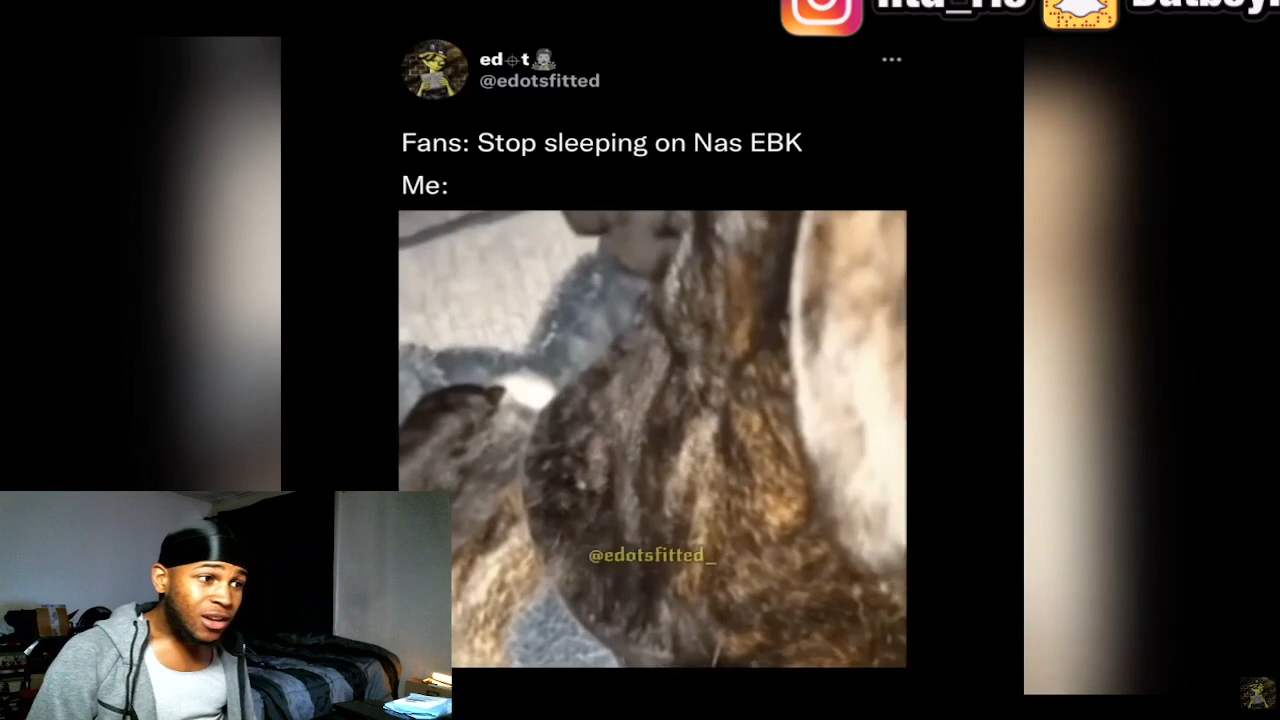 ed⌖t
@edotsfitted
Fans: Stop sleeping on Nas EBK
Me:
@edotsfitted_